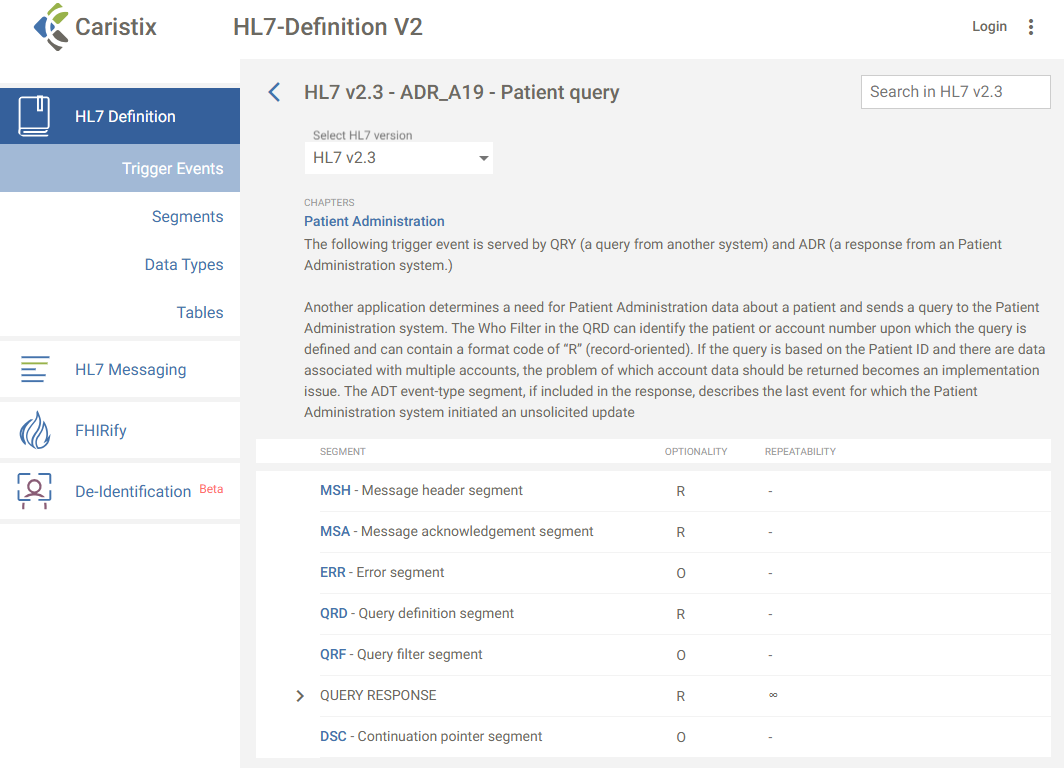 Caristix
HL7-Definition V2
Login
HL7 Definition
Trigger Events
Segments
Data Types
Tables
HL7 Messaging
FHIRify
De-Identification Beta
HL7 v2.3 - ADR_A19 - Patient query
Search in HL7 v2.3
Select HL7 version
HL7 v2.3
CHAPTERS
Patient Administration
The following trigger event is served by QRY (a query from another system) and ADR (a response from an Patient
Administration system.)
Another application determines a need for Patient Administration data about a patient and sends a query to the Patient
Administration system. The Who Filter in the QRD can identify the patient or account number upon which the query is
defined and can contain a format code of “R” (record-oriented). If the query is based on the Patient ID and there are data
associated with multiple accounts, the problem of which account data should be returned becomes an implementation
issue. The ADT event-type segment, if included in the response, describes the last event for which the Patient
Administration system initiated an unsolicited update
SEGMENT OPTIONALITY REPEATABILITY
MSH - Message header segment R -
MSA - Message acknowledgement segment R -
ERR - Error segment O -
QRD - Query definition segment R -
QRF - Query filter segment O -
QUERY RESPONSE R ∞
DSC - Continuation pointer segment O -